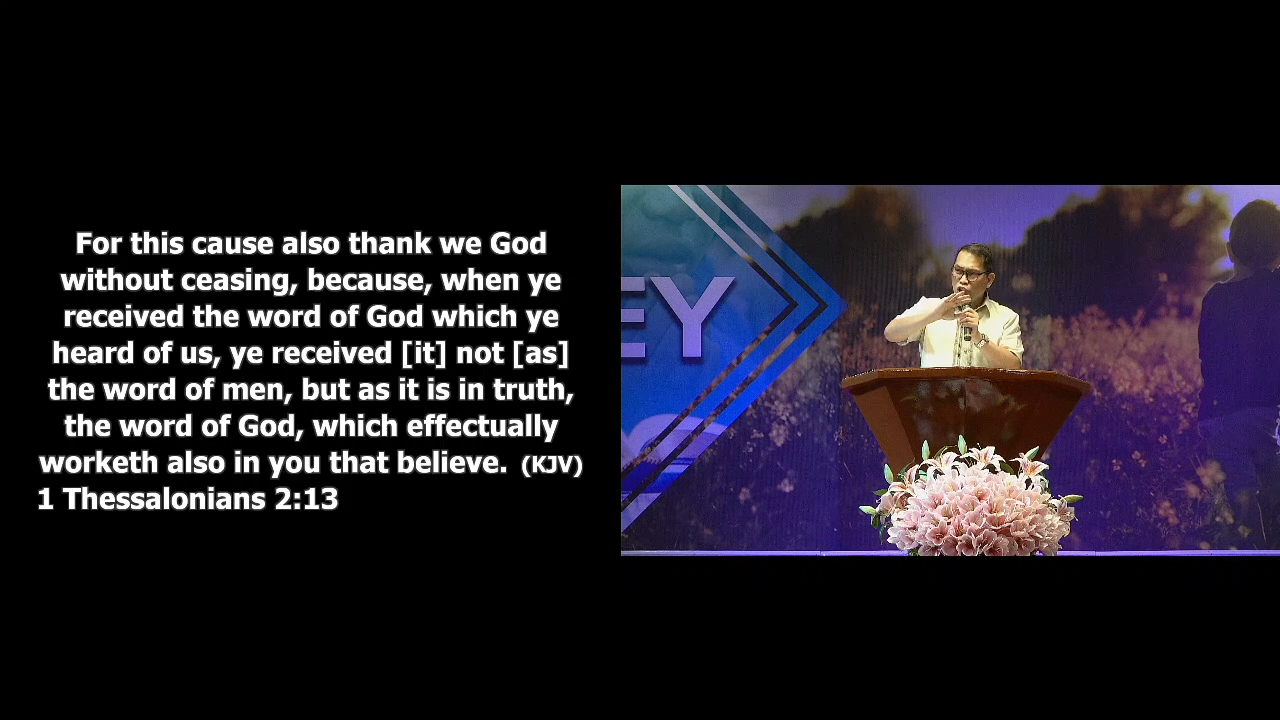 For this cause also thank we God
without ceasing, because, when ye
received the word of God which ye
heard of us, ye received [it] not [as]
the word of men, but as it is in truth,
the word of God, which effectually
worketh also in you that believe. (KJV)
1 Thessalonians 2:13
EY